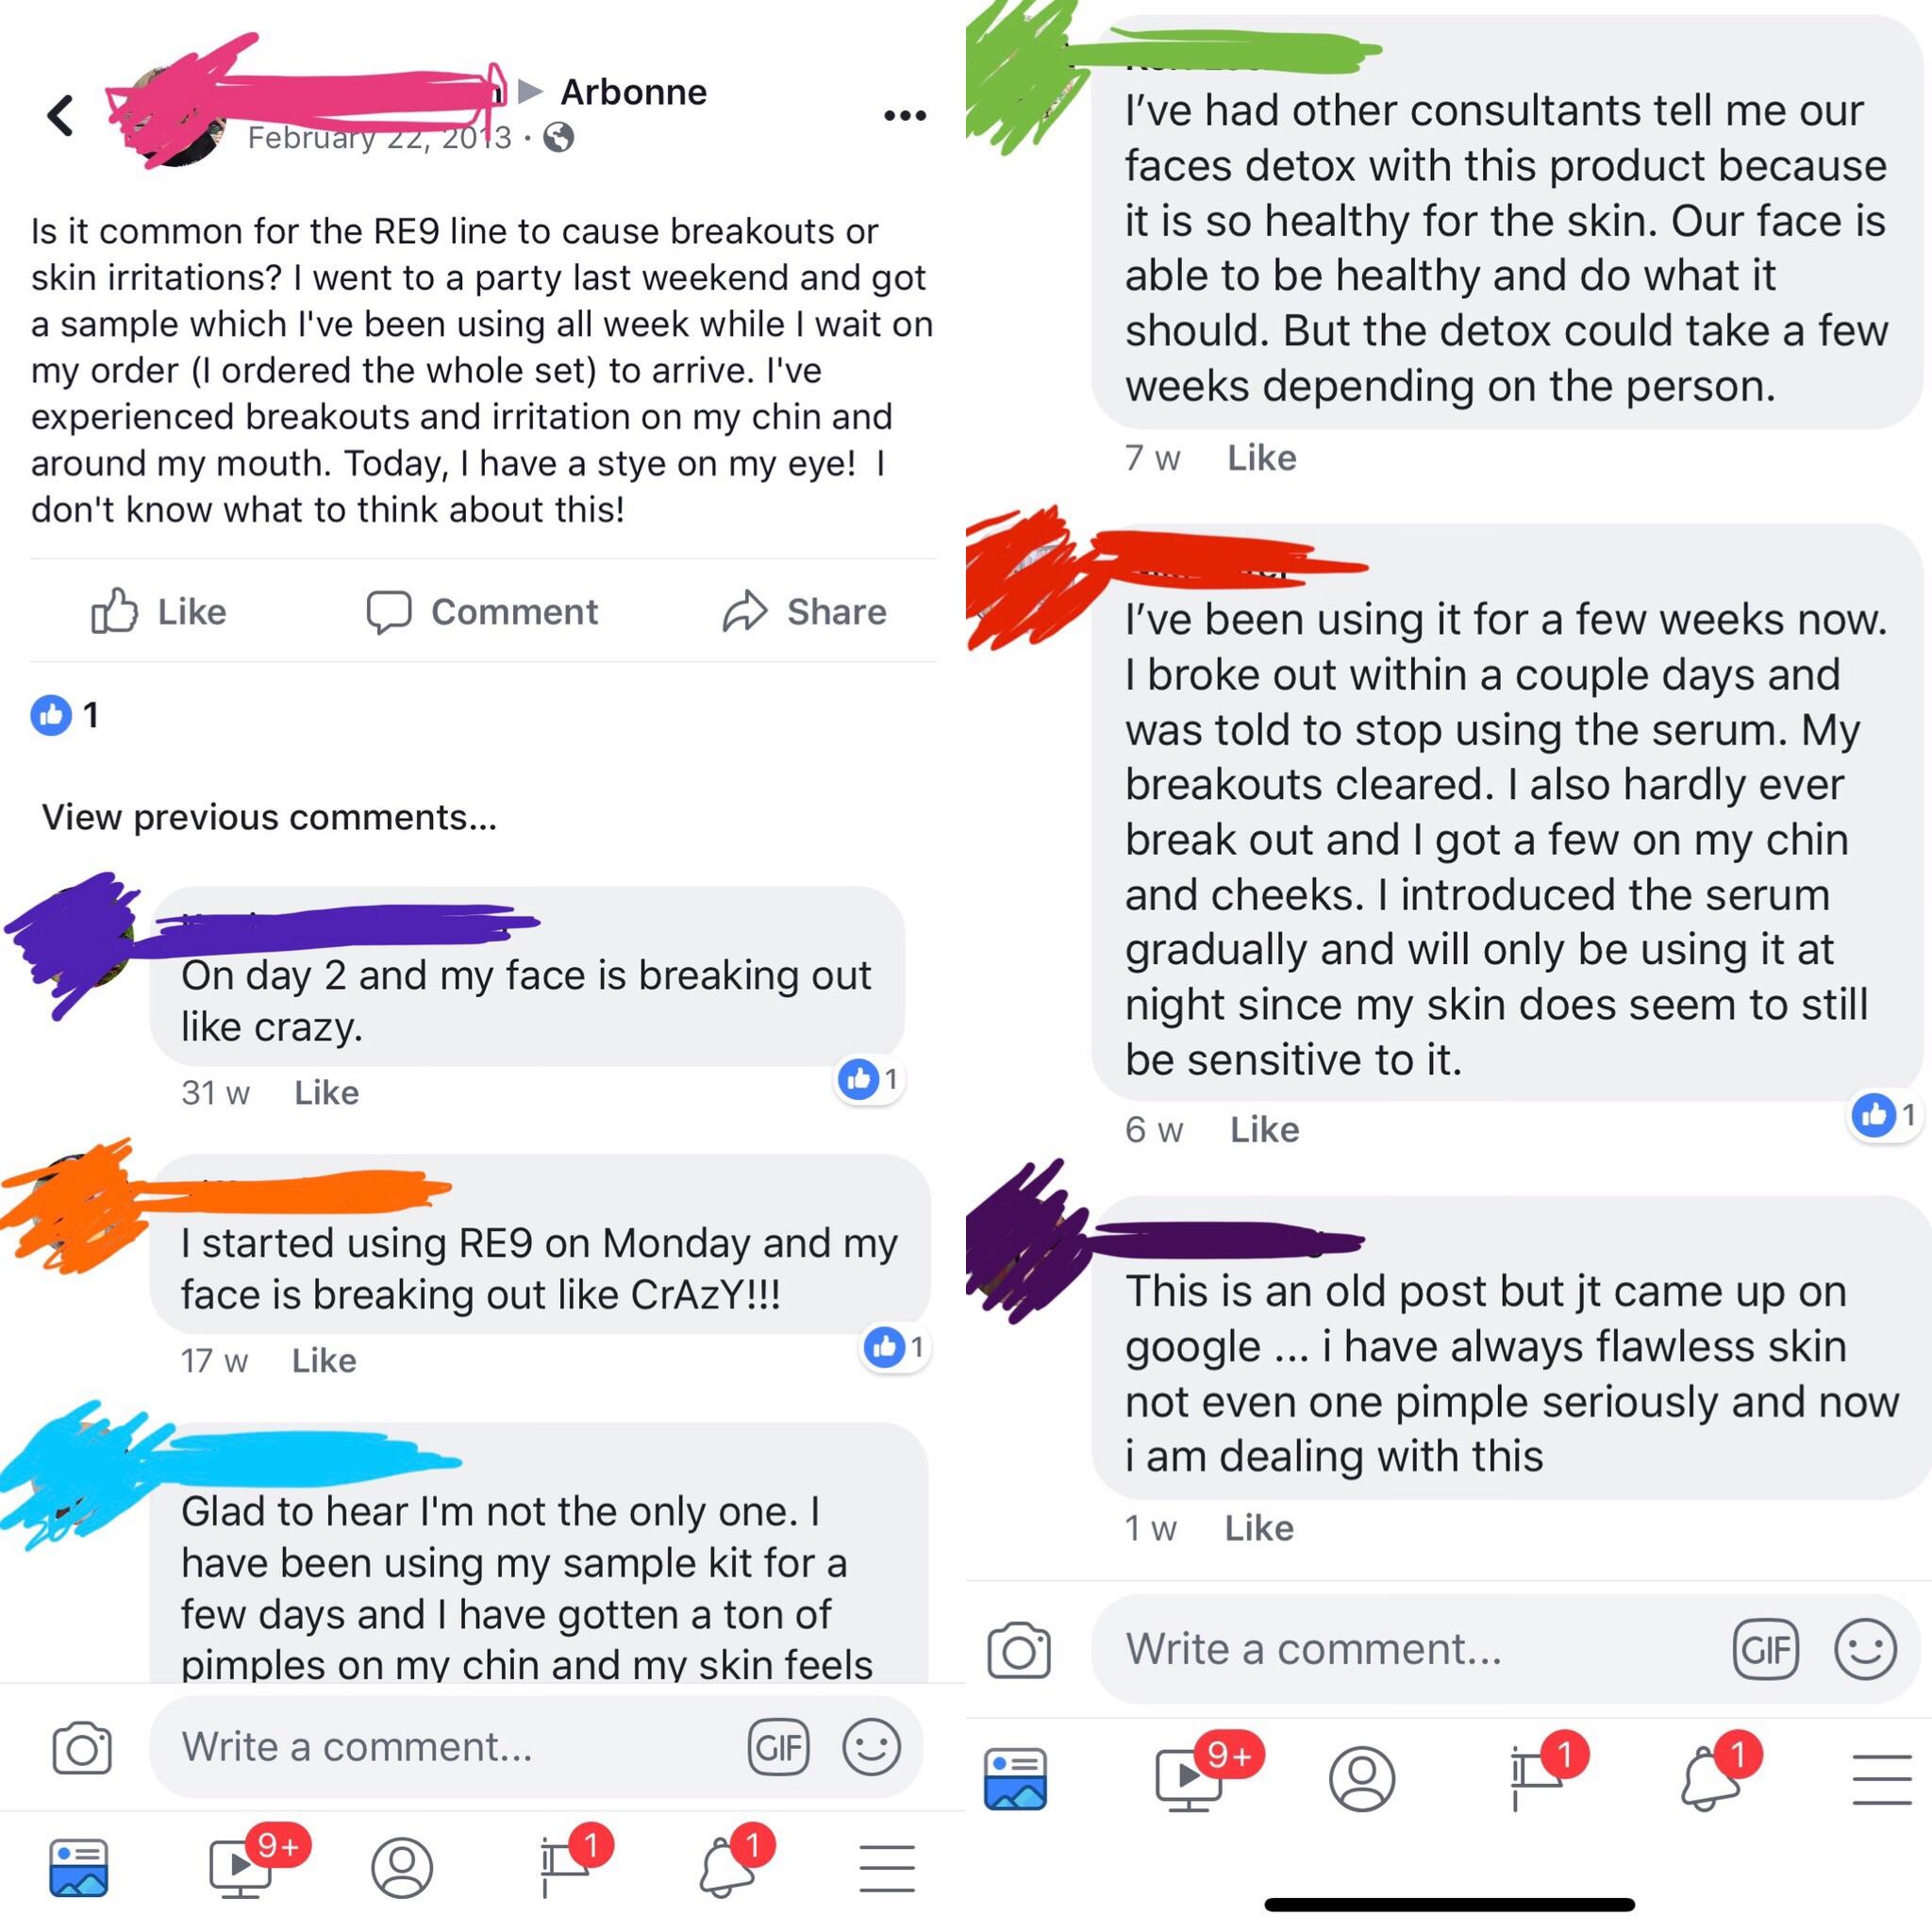 Arbonne
February 22, 2013 ·
Is it common for the RE9 line to cause breakouts or
skin irritations? I went to a party last weekend and got
a sample which I've been using all week while I wait on
my order (I ordered the whole set) to arrive. I've
experienced breakouts and irritation on my chin and
around my mouth. Today, I have a stye on my eye!  I
don't know what to think about this!
Like Comment Share
1
View previous comments...
On day 2 and my face is breaking out
like crazy.
31 w Like 1
I started using RE9 on Monday and my
face is breaking out like CrAzY!!!
17 w Like 1
Glad to hear I'm not the only one. I
have been using my sample kit for a
few days and I have gotten a ton of
pimples on my chin and my skin feels
Write a comment... GIF
9+ 1 1
I’ve had other consultants tell me our
faces detox with this product because
it is so healthy for the skin. Our face is
able to be healthy and do what it
should. But the detox could take a few
weeks depending on the person.
7 w Like
I’ve been using it for a few weeks now.
I broke out within a couple days and
was told to stop using the serum. My
breakouts cleared. I also hardly ever
break out and I got a few on my chin
and cheeks. I introduced the serum
gradually and will only be using it at
night since my skin does seem to still
be sensitive to it.
6 w Like 1
This is an old post but jt came up on
google ... i have always flawless skin
not even one pimple seriously and now
i am dealing with this
1 w Like
Write a comment... GIF
9+ 1 1